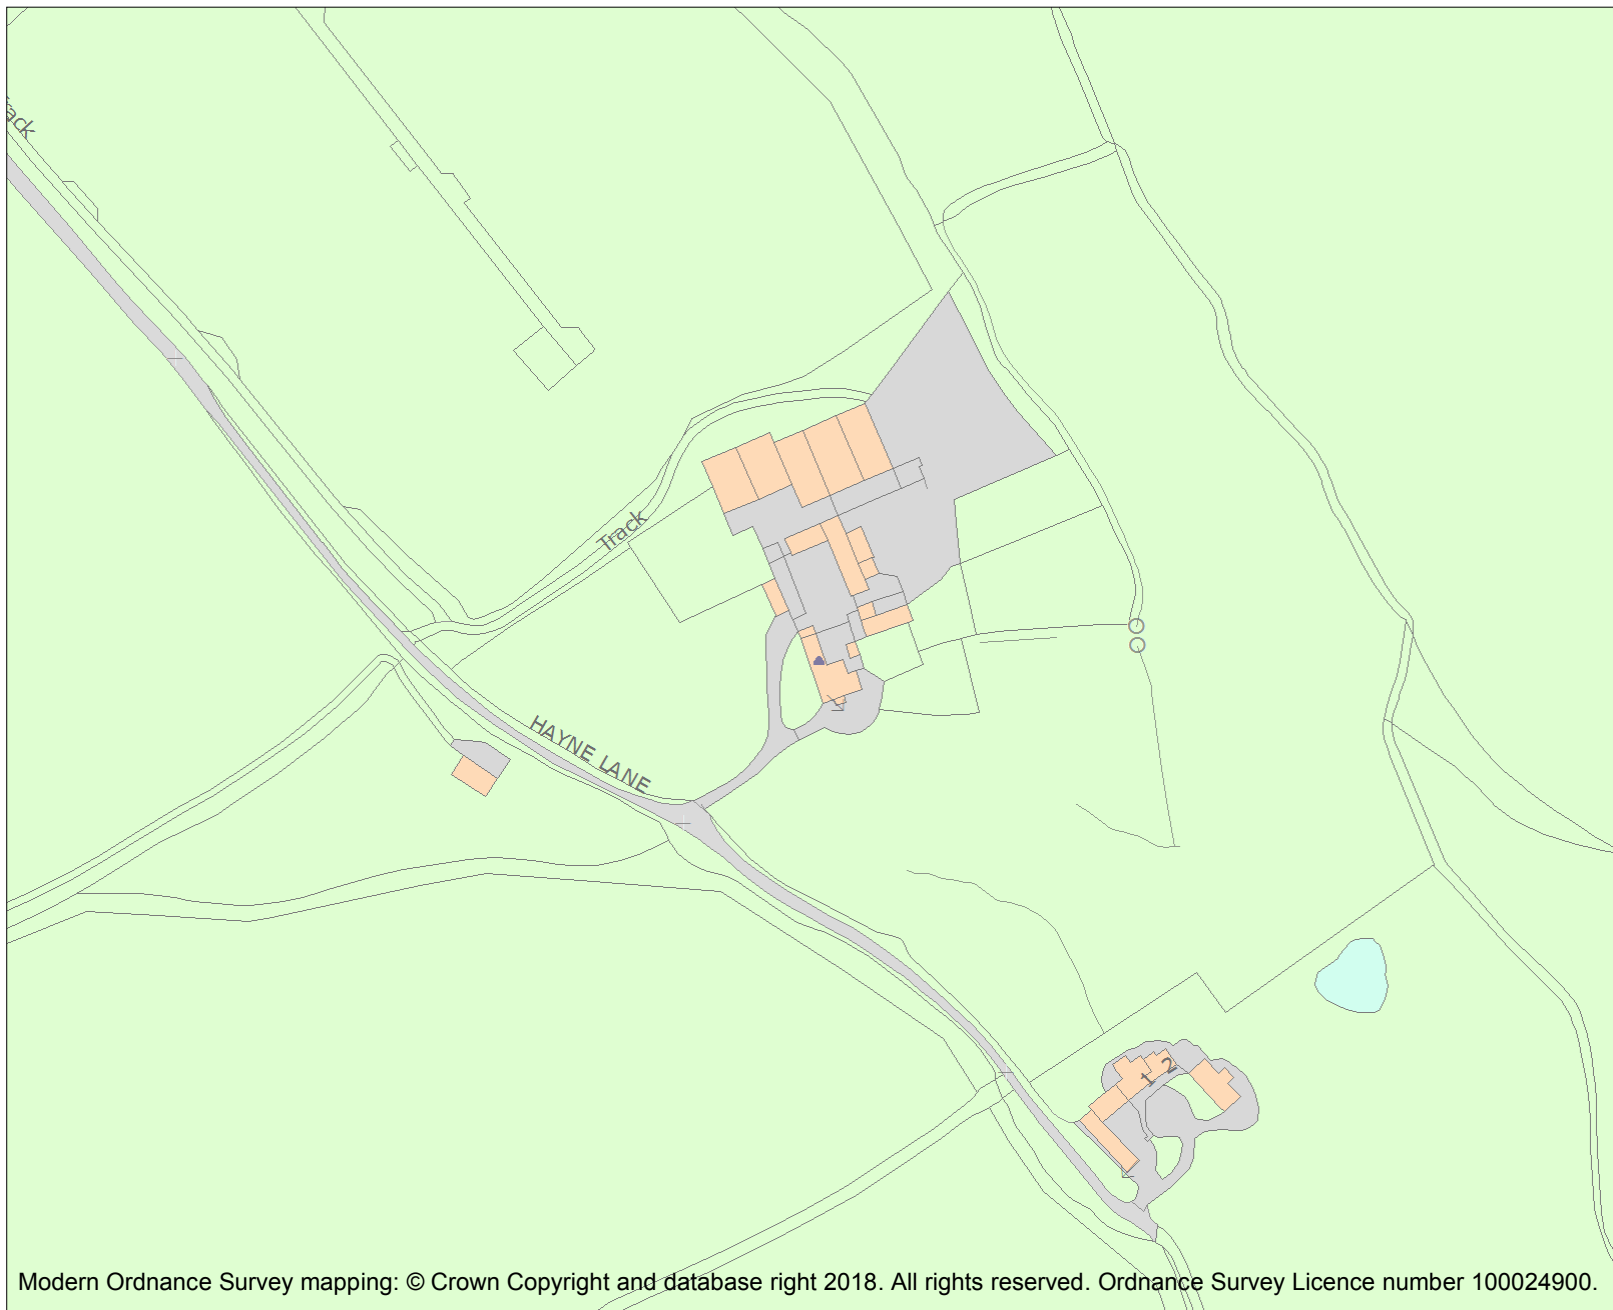 ack
Track
HAYNE LANE
1 2
Modern Ordnance Survey mapping: © Crown Copyright and database right 2018. All rights reserved. Ordnance Survey Licence number 100024900.